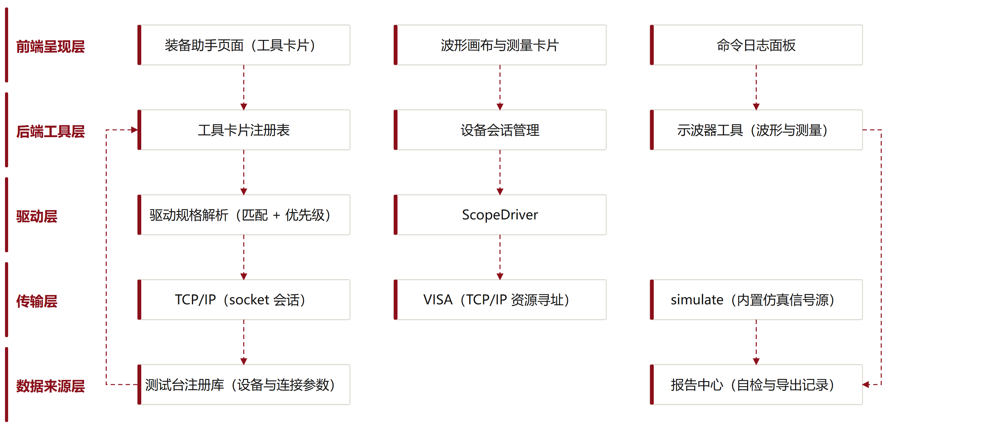 前端呈现层
装备助手页面（工具卡片）
波形画布与测量卡片
命令日志面板
后端工具层
工具卡片注册表
设备会话管理
示波器工具（波形与测量）
驱动层
驱动规格解析（匹配 + 优先级）
ScopeDriver
传输层
TCP/IP（socket 会话）
VISA（TCP/IP 资源寻址）
simulate（内置仿真信号源）
数据来源层
测试台注册库（设备与连接参数）
报告中心（自检与导出记录）